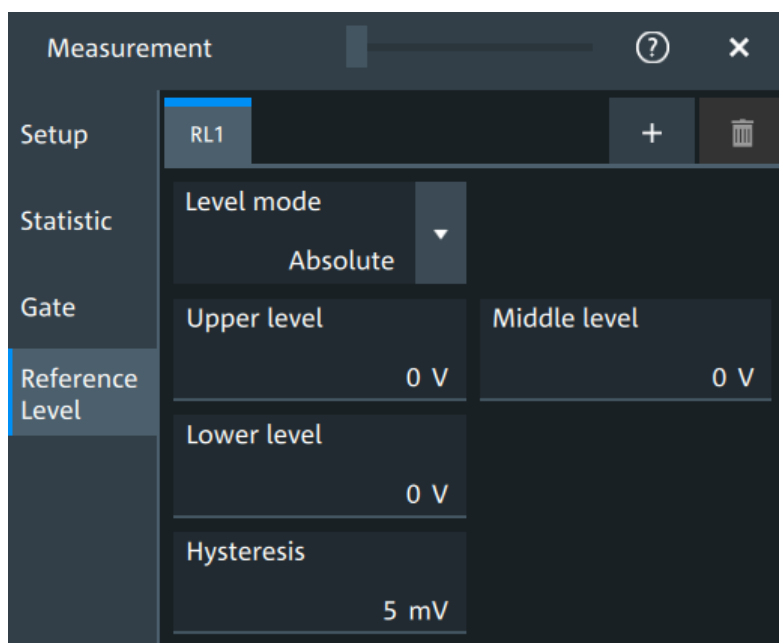 Measurement
?
Setup
RL1
+
Statistic
Level mode
Absolute
Gate
Upper level
0 V
Middle level
0 V
Reference
Level
Lower level
0 V
Hysteresis
5 mV